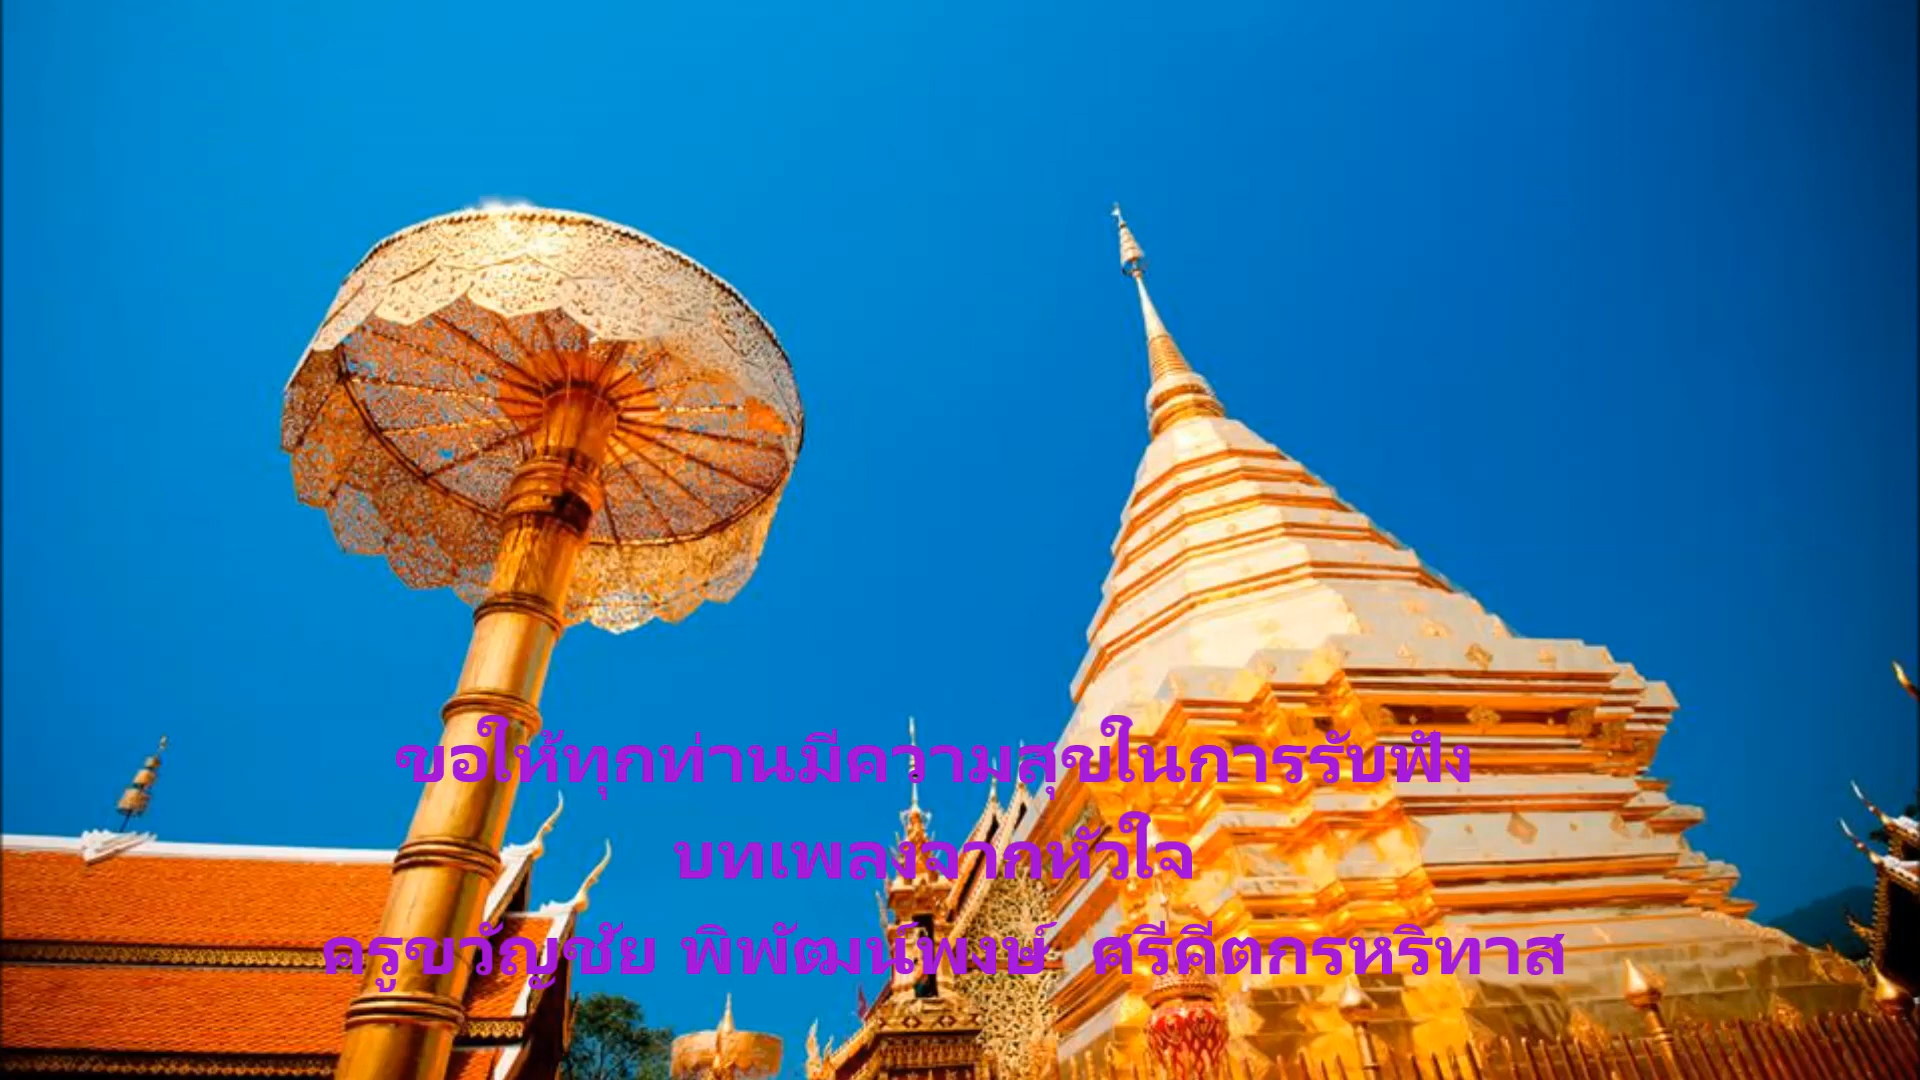 ขอให้ทุกท่านมีความสุขในการรับฟัง
บทเพลงจากหัวใจ
ครูขวัญชัย พิพัฒน์พงษ์ ศรีคีตกรหริทาส